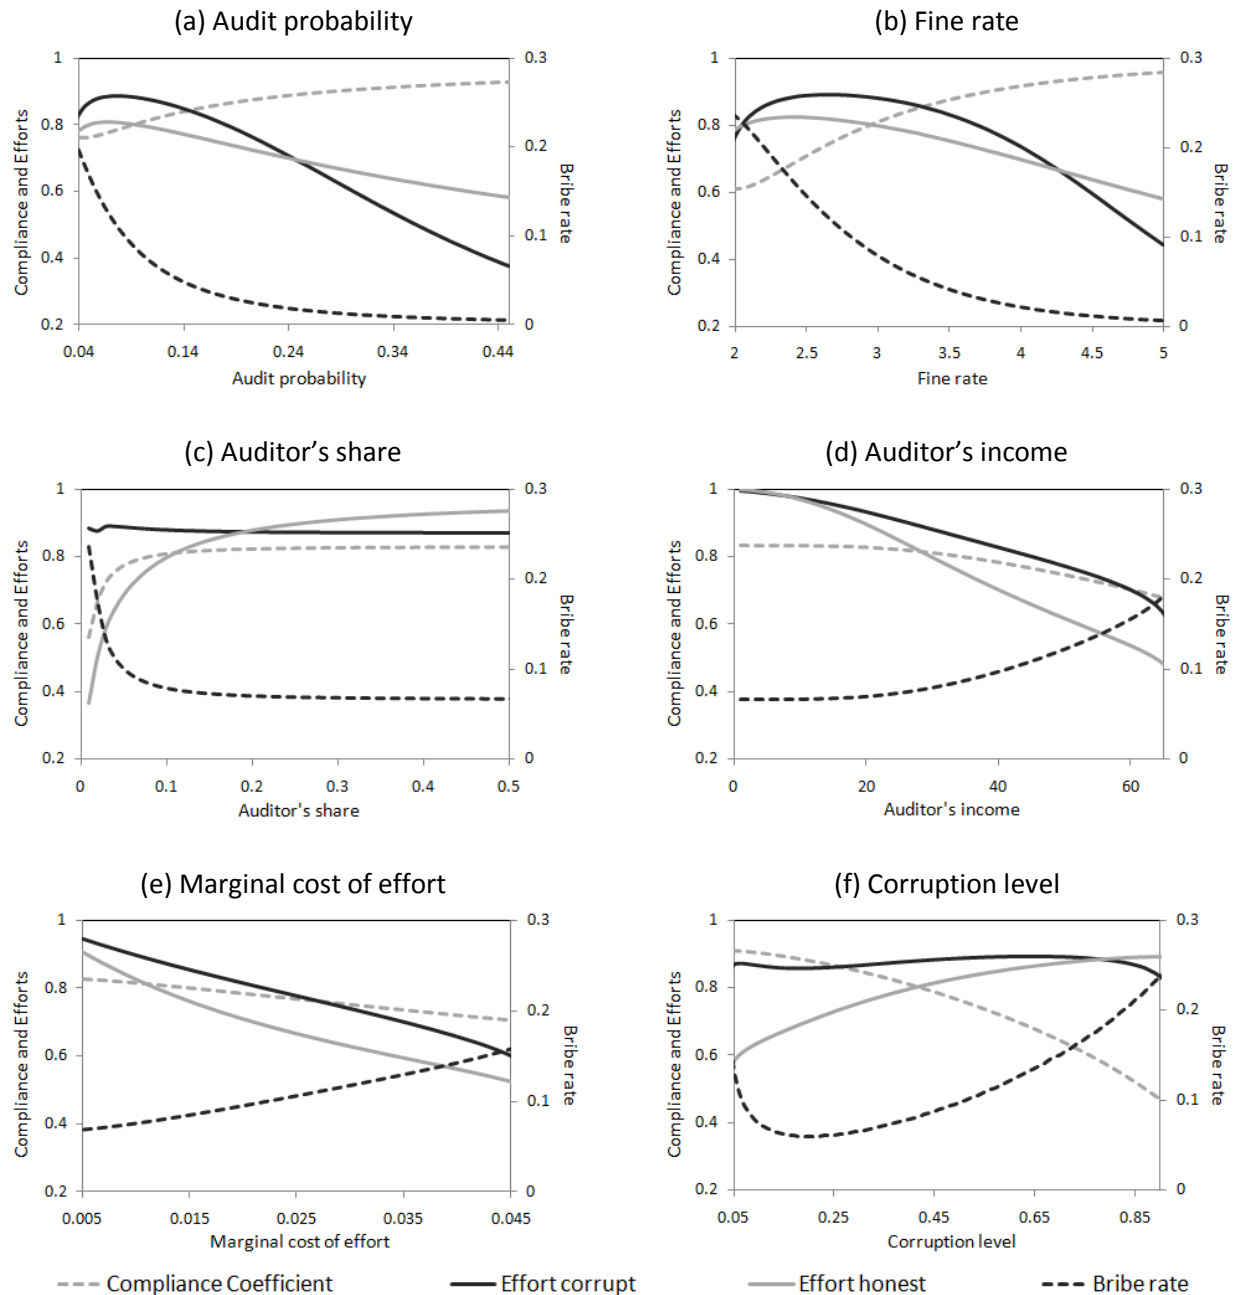 (a) Audit probability
1
0.8
0.6
0.4
0.2
0.3
0.2
0.1
0
0.04 0.14 0.24 0.34 0.44
Compliance and Efforts
Bribe rate
Audit probability
(b) Fine rate
1
0.8
0.6
0.4
0.2
0.3
0.2
0.1
0
2 2.5 3 3.5 4 4.5 5
Compliance and Efforts
Bribe rate
Fine rate
(c) Auditor’s share
1
0.8
0.6
0.4
0.2
0.3
0.2
0.1
0
0 0.1 0.2 0.3 0.4 0.5
Compliance and Efforts
Bribe rate
Auditor's share
(d) Auditor’s income
1
0.8
0.6
0.4
0.2
0.3
0.2
0.1
0
0 20 40 60
Compliance and Efforts
Bribe rate
Auditor's income
(e) Marginal cost of effort
1
0.8
0.6
0.4
0.2
0.3
0.2
0.1
0
0.005 0.015 0.025 0.035 0.045
Compliance and Efforts
Bribe rate
Marginal cost of effort
(f) Corruption level
1
0.8
0.6
0.4
0.2
0.3
0.2
0.1
0
0.05 0.25 0.45 0.65 0.85
Compliance and Efforts
Bribe rate
Corruption level
Compliance Coefficient Effort corrupt Effort honest Bribe rate